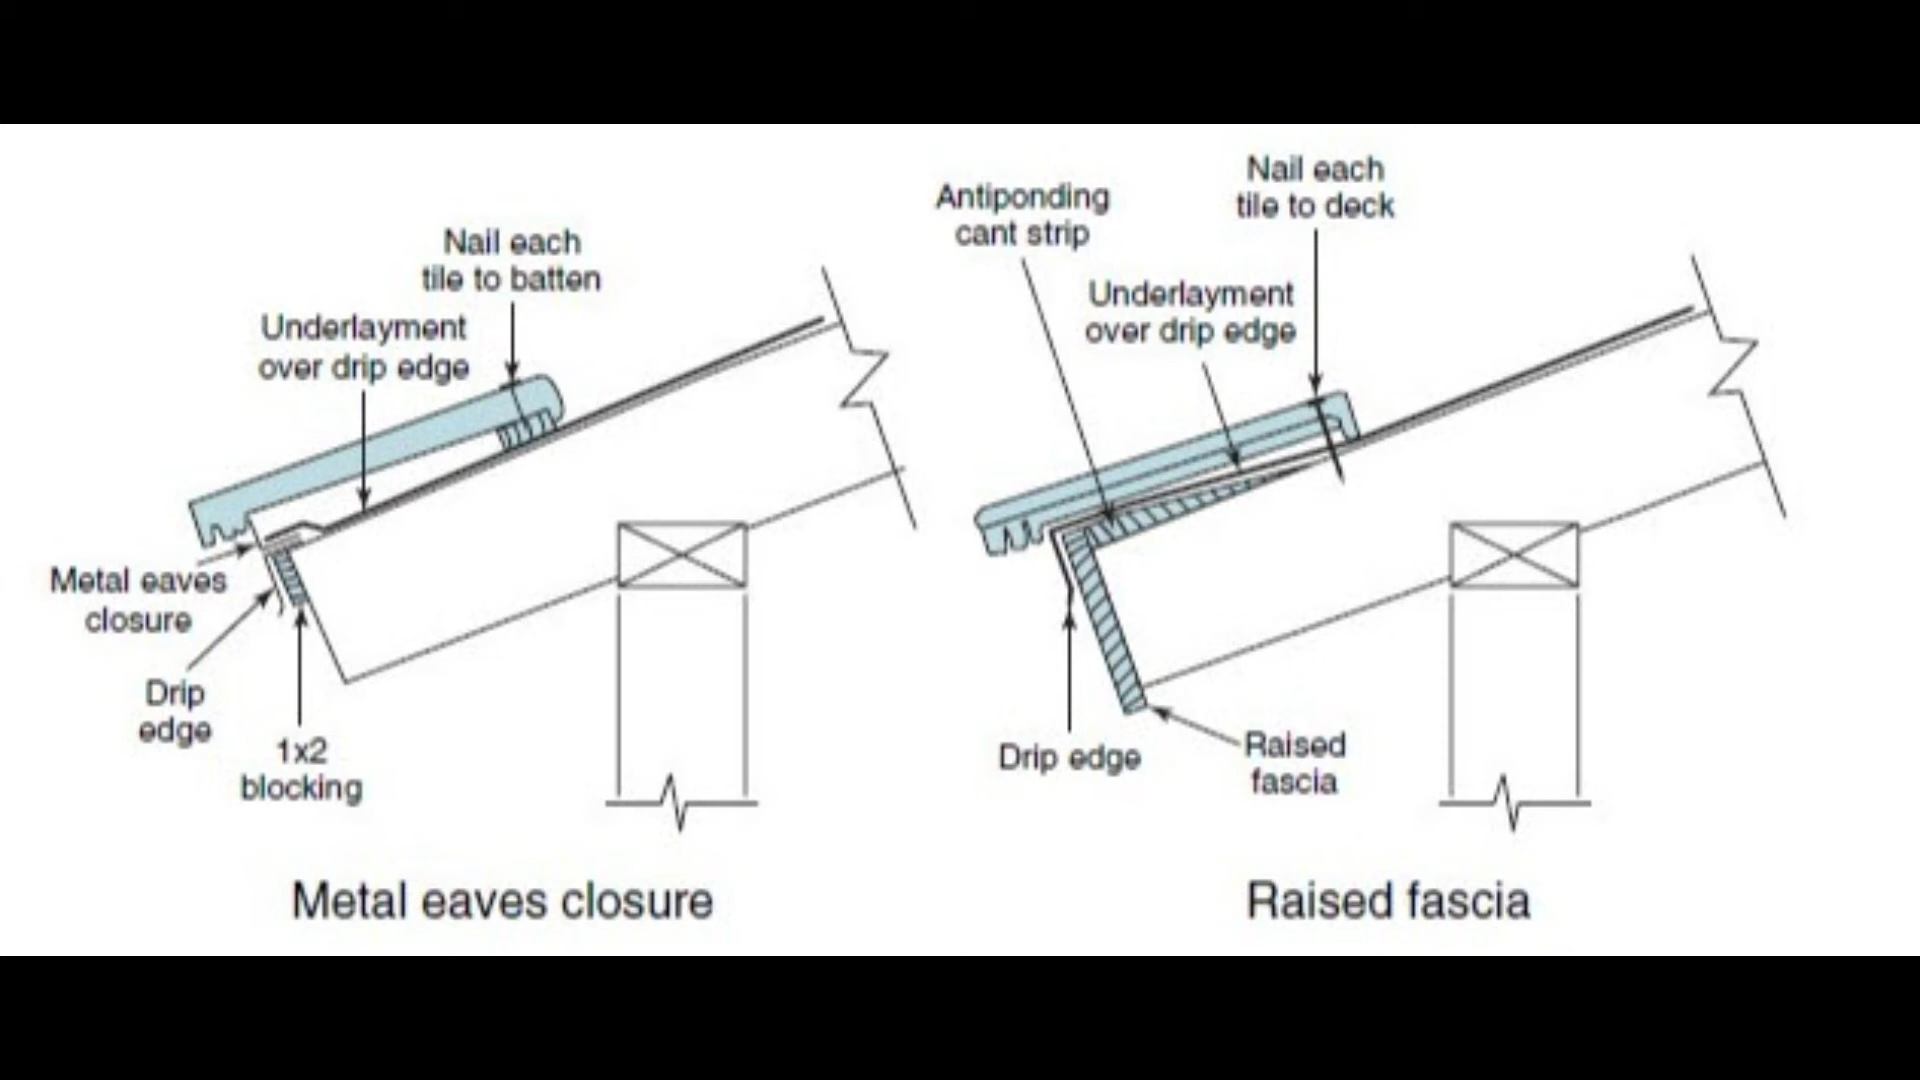 Nail each
tile to batten
Underlayment
over drip edge
Metal eaves
closure
Drip
edge
1x2
blocking
Metal eaves closure
Antiponding
cant strip
Nail each
tile to deck
Underlayment
over drip edge
Drip edge
Raised
fascia
Raised fascia